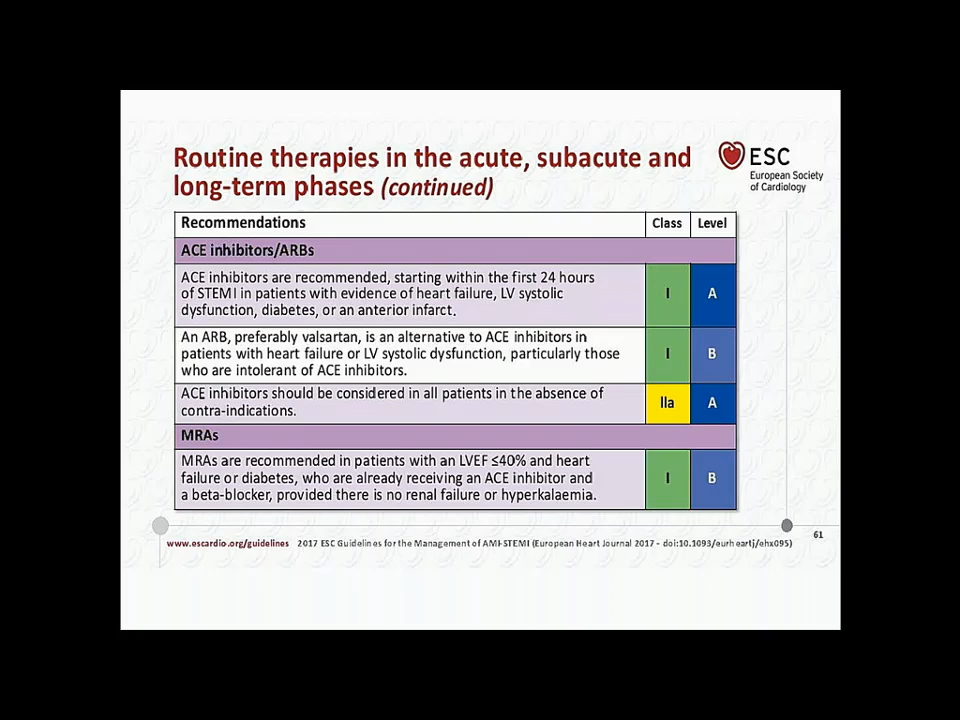 Routine therapies in the acute, subacute and
long-term phases (continued)
ESC
European Society
of Cardiology
Recommendations Class Level
ACE inhibitors/ARBs
ACE inhibitors are recommended, starting within the first 24 hours
of STEMI in patients with evidence of heart failure, LV systolic
dysfunction, diabetes, or an anterior infarct.
I A
An ARB, preferably valsartan, is an alternative to ACE inhibitors in
patients with heart failure or LV systolic dysfunction, particularly those
who are intolerant of ACE inhibitors.
I B
ACE inhibitors should be considered in all patients in the absence of
contra-indications.
IIa A
MRAs
MRAs are recommended in patients with an LVEF ≤40% and heart
failure or diabetes, who are already receiving an ACE inhibitor and
a beta-blocker, provided there is no renal failure or hyperkalaemia.
I B
61
www.escardio.org/guidelines 2017 ESC Guidelines for the Management of AMI-STEMI (European Heart Journal 2017 - doi:10.1093/eurheartj/ehx095)